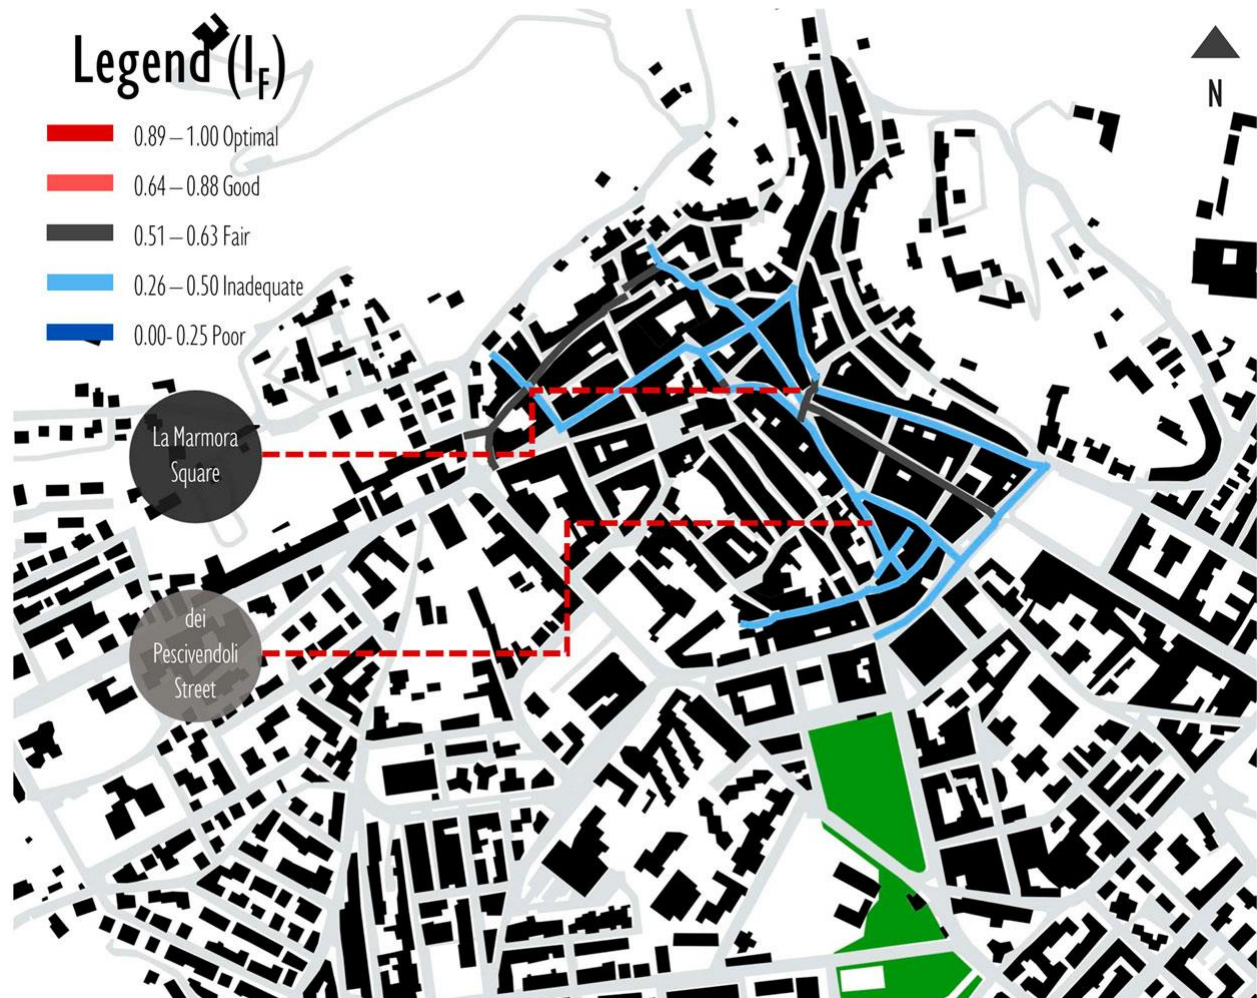 Legend (IF)
0.89 – 1.00 Optimal
0.64 – 0.88 Good
0.51 – 0.63 Fair
0.26 – 0.50 Inadequate
0.00- 0.25 Poor
N
La Marmora
Square
dei
Pescivendoli
Street